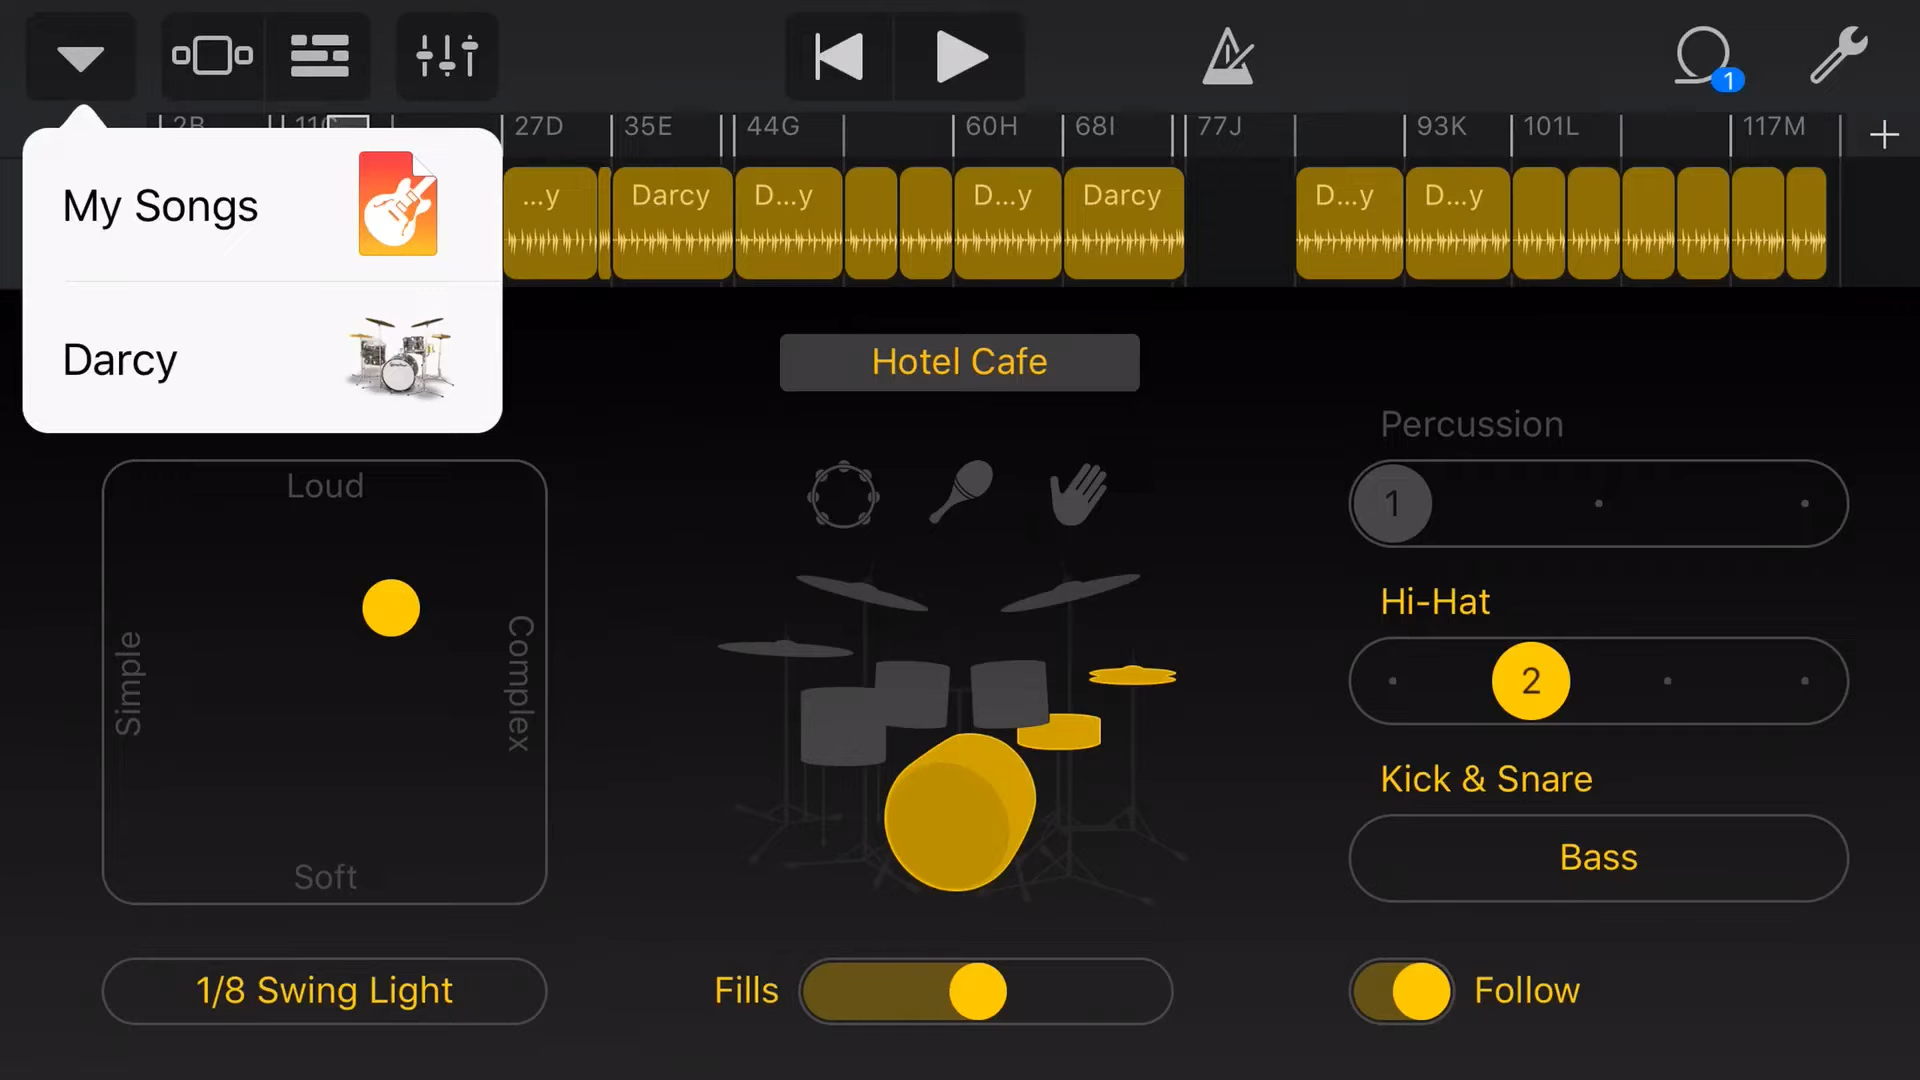 1
27D
35E
44G
60H
68I
77J
93K
101L
117M
...y
Darcy
D...y
D...y
Darcy
D...y
D...y
My Songs
Darcy
Hotel Cafe
Loud
Simple
Complex
Soft
1/8 Swing Light
Fills
Percussion
1
Hi-Hat
2
Kick & Snare
Bass
Follow